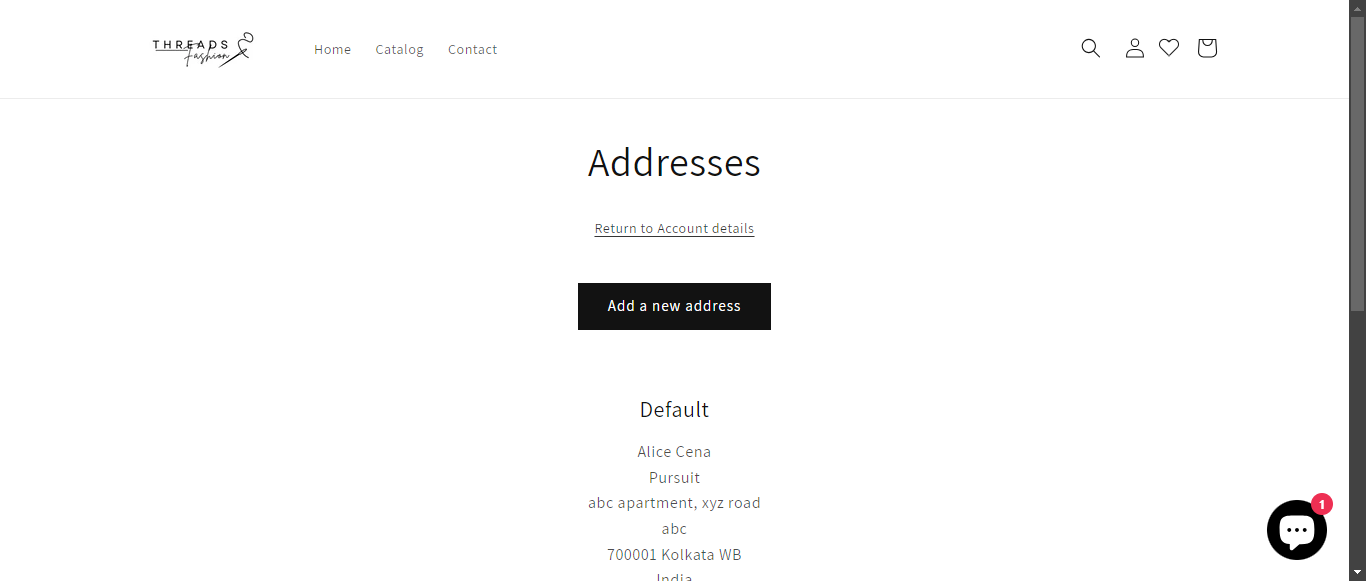 THREADS
Fashion
Home
Catalog
Contact
Addresses
Return to Account details
Add a new address
Default
Alice Cena
Pursuit
abc apartment, xyz road
abc
700001 Kolkata WB
India
1